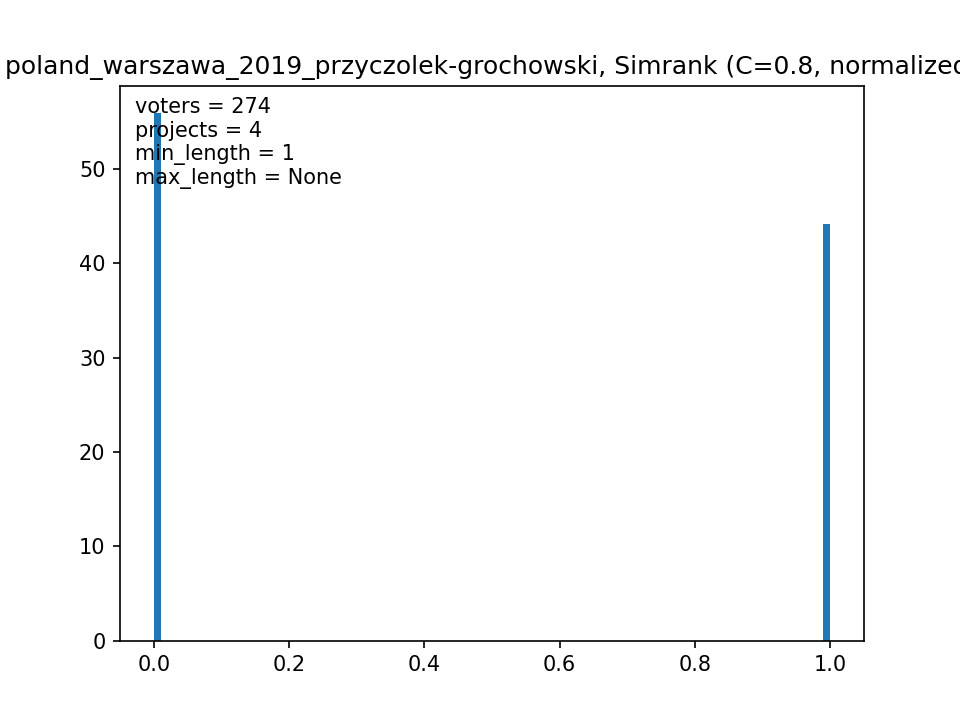 poland_warszawa_2019_przyczolek-grochowski, Simrank (C=0.8, normalized
voters = 274
projects = 4
min_length = 1
max_length = None
50
40
30
20
10
0
0.0 0.2 0.4 0.6 0.8 1.0